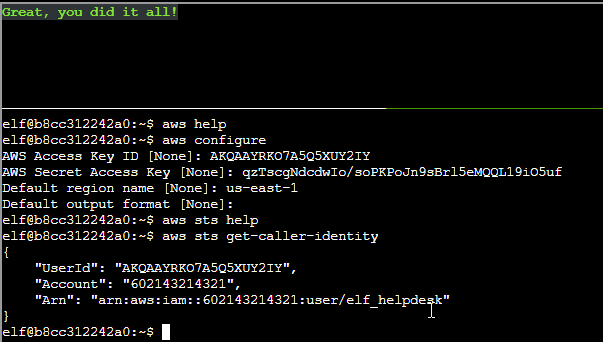 Great, you did it all!
elf@b8cc312242a0:~$ aws help
elf@b8cc312242a0:~$ aws configure
AWS Access Key ID [None]: AKQAAYRKO7A5Q5XUY2IY
AWS Secret Access Key [None]: qzTscgNdcdwIo/soPKPoJn9sBrl5eMQQL19iO5uf
Default region name [None]: us-east-1
Default output format [None]:
elf@b8cc312242a0:~$ aws sts help
elf@b8cc312242a0:~$ aws sts get-caller-identity
{
    "UserId": "AKQAAYRKO7A5Q5XUY2IY",
    "Account": "602143214321",
    "Arn": "arn:aws:iam::602143214321:user/elf_helpdesk"
}
elf@b8cc312242a0:~$